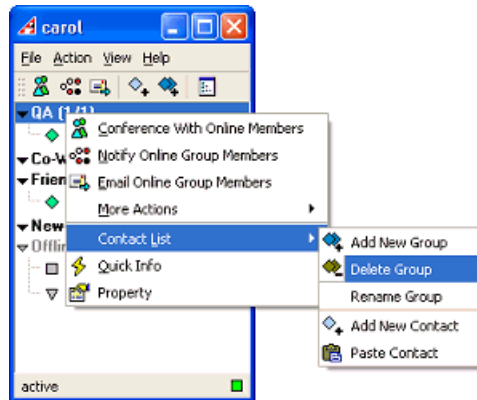 carol
File Action View Help
QA (1/1)
Conference With Online Members
Co-W
Notify Online Group Members
Frien
Email Online Group Members
More Actions
New
Contact List
Add New Group
Offlin
Quick Info
Delete Group
Property
Rename Group
Add New Contact
Paste Contact
active